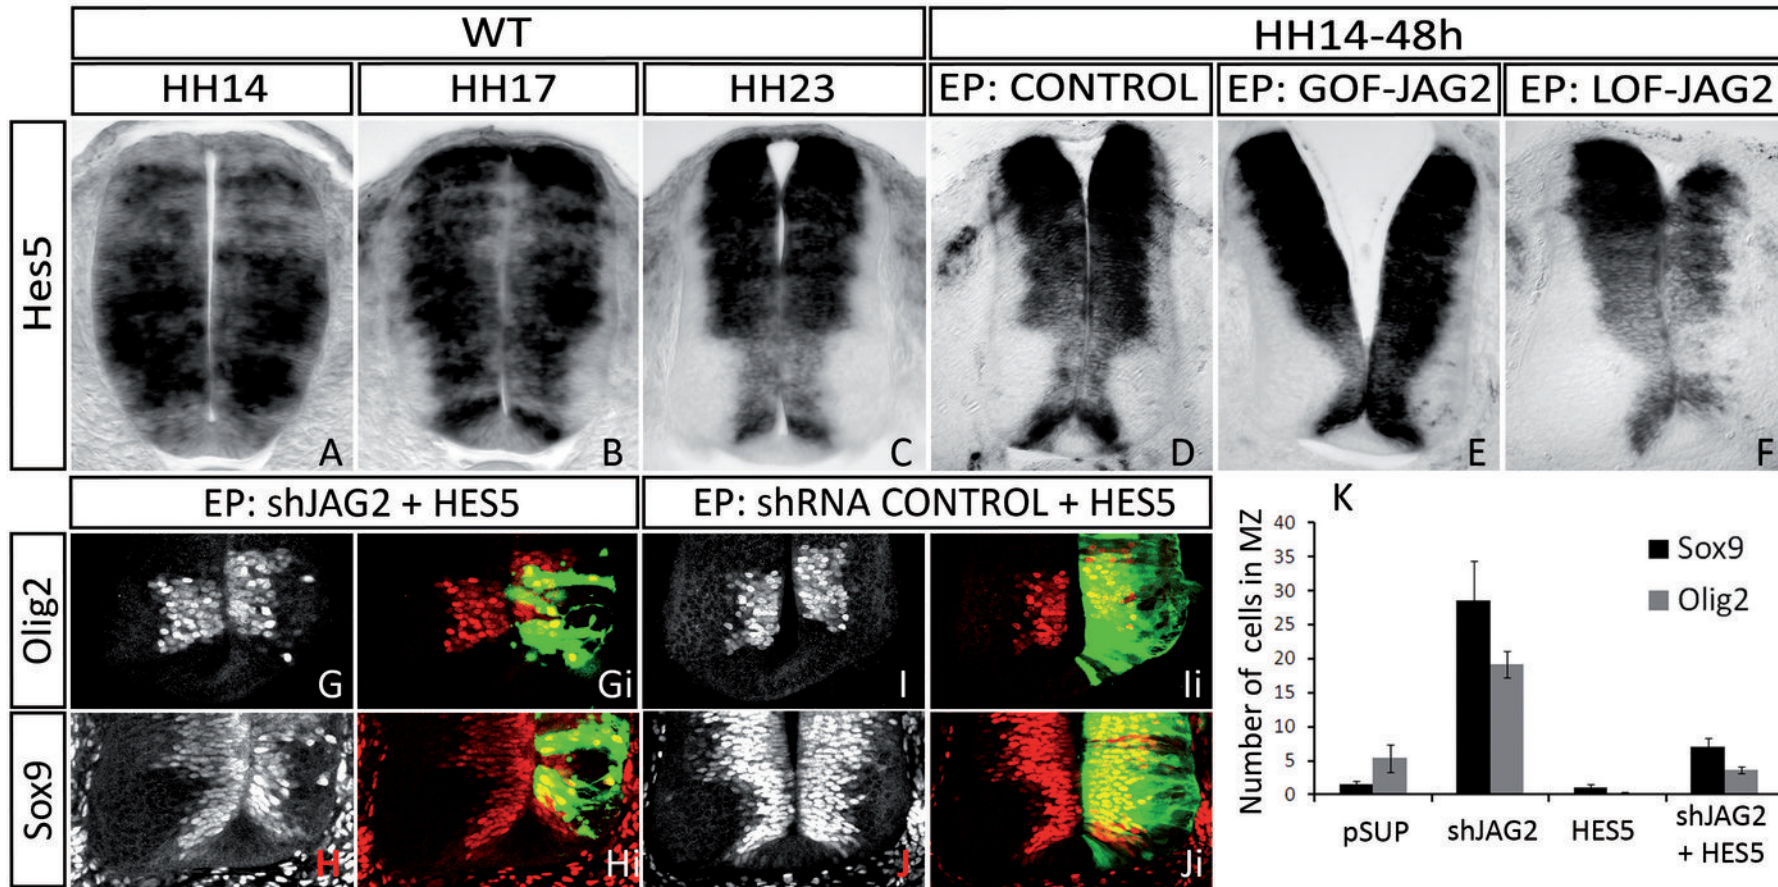 WT
HH14-48h
HH14
HH17
HH23
EP: CONTROL
EP: GOF-JAG2
EP: LOF-JAG2
Hes5
A
B
C
D
E
F
EP: shJAG2 + HES5
EP: shRNA CONTROL + HES5
Olig2
G
Gi
I
Ii
Sox9
H
Hi
J
Ji
K
Number of cells in MZ
40
35
30
25
20
15
10
5
0
Sox9
Olig2
pSUP
shJAG2
HES5
shJAG2
+ HES5